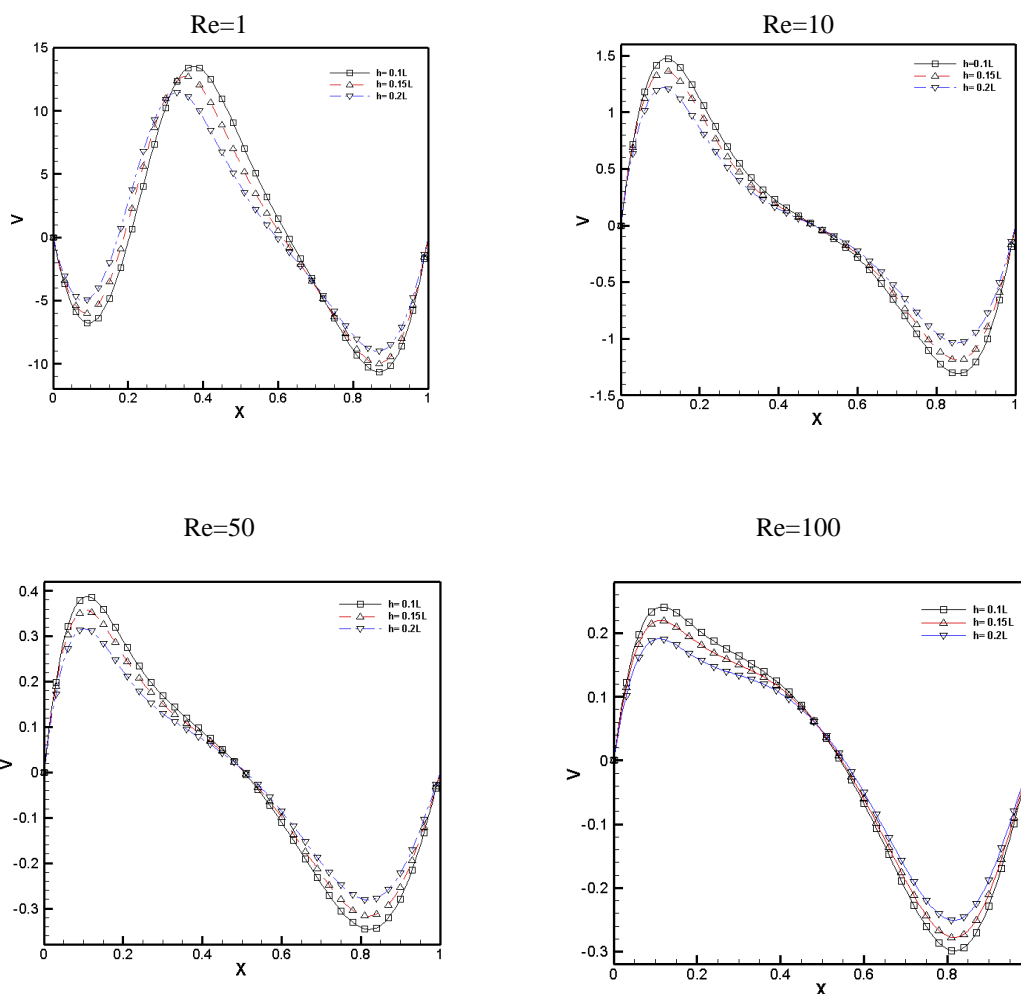 Re=1
15
10
5
0
-5
-10
V
0 0.2 0.4 0.6 0.8 1
X
h= 0.1L
h= 0.15L
h= 0.2L
Re=10
1.5
1
0.5
0
-0.5
-1
-1.5
V
0 0.2 0.4 0.6 0.8 1
X
h=0.1L
h= 0.15L
h= 0.2L
Re=50
0.4
0.3
0.2
0.1
0
-0.1
-0.2
-0.3
V
0 0.2 0.4 0.6 0.8 1
X
h= 0.1L
h= 0.15L
h= 0.2L
Re=100
0.2
0.1
0
-0.1
-0.2
-0.3
V
0 0.2 0.4 0.6 0.8
X
h= 0.1L
h= 0.15L
h= 0.2L